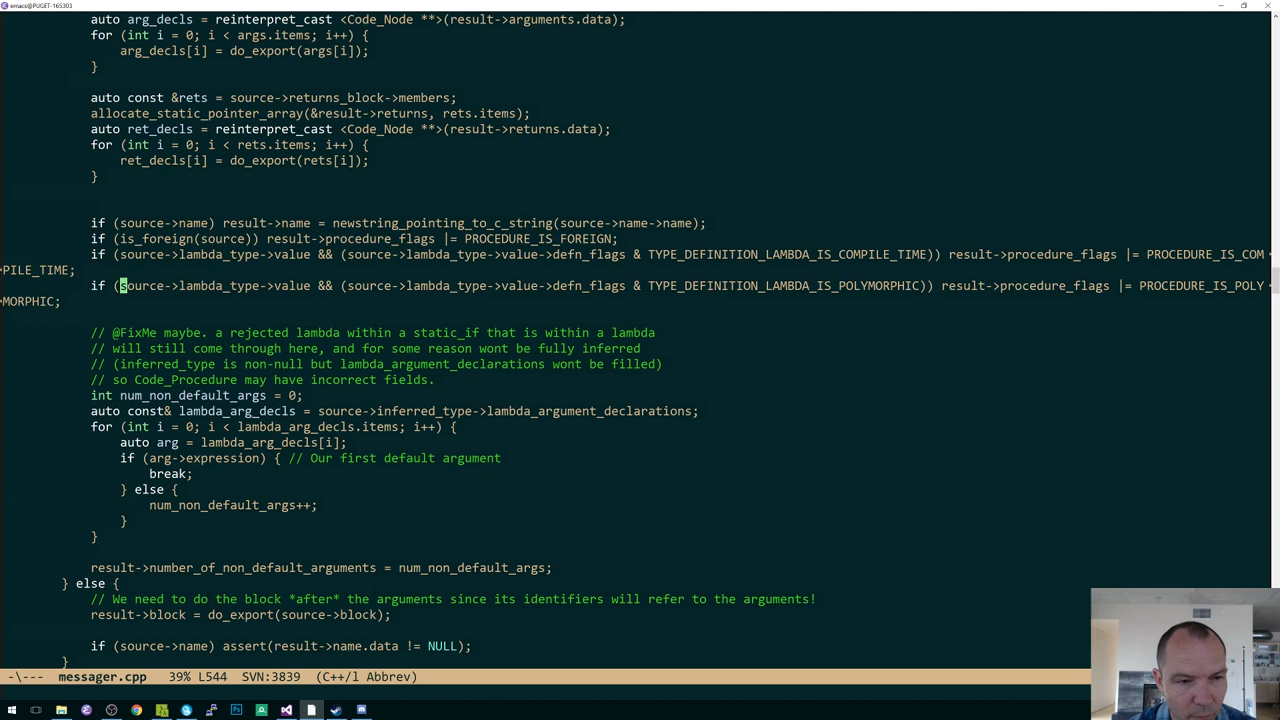 emacs@PUGET-165303
auto arg_decls = reinterpret_cast <Code_Node **>(result->arguments.data);
for (int i = 0; i < args.items; i++) {
arg_decls[i] = do_export(args[i]);
}
auto const &rets = source->returns_block->members;
allocate_static_pointer_array(&result->returns, rets.items);
auto ret_decls = reinterpret_cast <Code_Node **>(result->returns.data);
for (int i = 0; i < rets.items; i++) {
ret_decls[i] = do_export(rets[i]);
}
if (source->name) result->name = newstring_pointing_to_c_string(source->name->name);
if (is_foreign(source)) result->procedure_flags |= PROCEDURE_IS_FOREIGN;
if (source->lambda_type->value && (source->lambda_type->value->defn_flags & TYPE_DEFINITION_LAMBDA_IS_COMPILE_TIME)) result->procedure_flags |= PROCEDURE_IS_COM
PILE_TIME;
if (source->lambda_type->value && (source->lambda_type->value->defn_flags & TYPE_DEFINITION_LAMBDA_IS_POLYMORPHIC)) result->procedure_flags |= PROCEDURE_IS_POLY
MORPHIC;
// @FixMe maybe. a rejected lambda within a static_if that is within a lambda
// will still come through here, and for some reason wont be fully inferred
// (inferred_type is non-null but lambda_argument_declarations wont be filled)
// so Code_Procedure may have incorrect fields.
int num_non_default_args = 0;
auto const& lambda_arg_decls = source->inferred_type->lambda_argument_declarations;
for (int i = 0; i < lambda_arg_decls.items; i++) {
auto arg = lambda_arg_decls[i];
if (arg->expression) { // Our first default argument
break;
} else {
num_non_default_args++;
}
}
result->number_of_non_default_arguments = num_non_default_args;
} else {
// We need to do the block *after* the arguments since its identifiers will refer to the arguments!
result->block = do_export(source->block);
if (source->name) assert(result->name.data != NULL);
}
-\--- messager.cpp 39% L544 SVN:3839 (C++/l Abbrev)